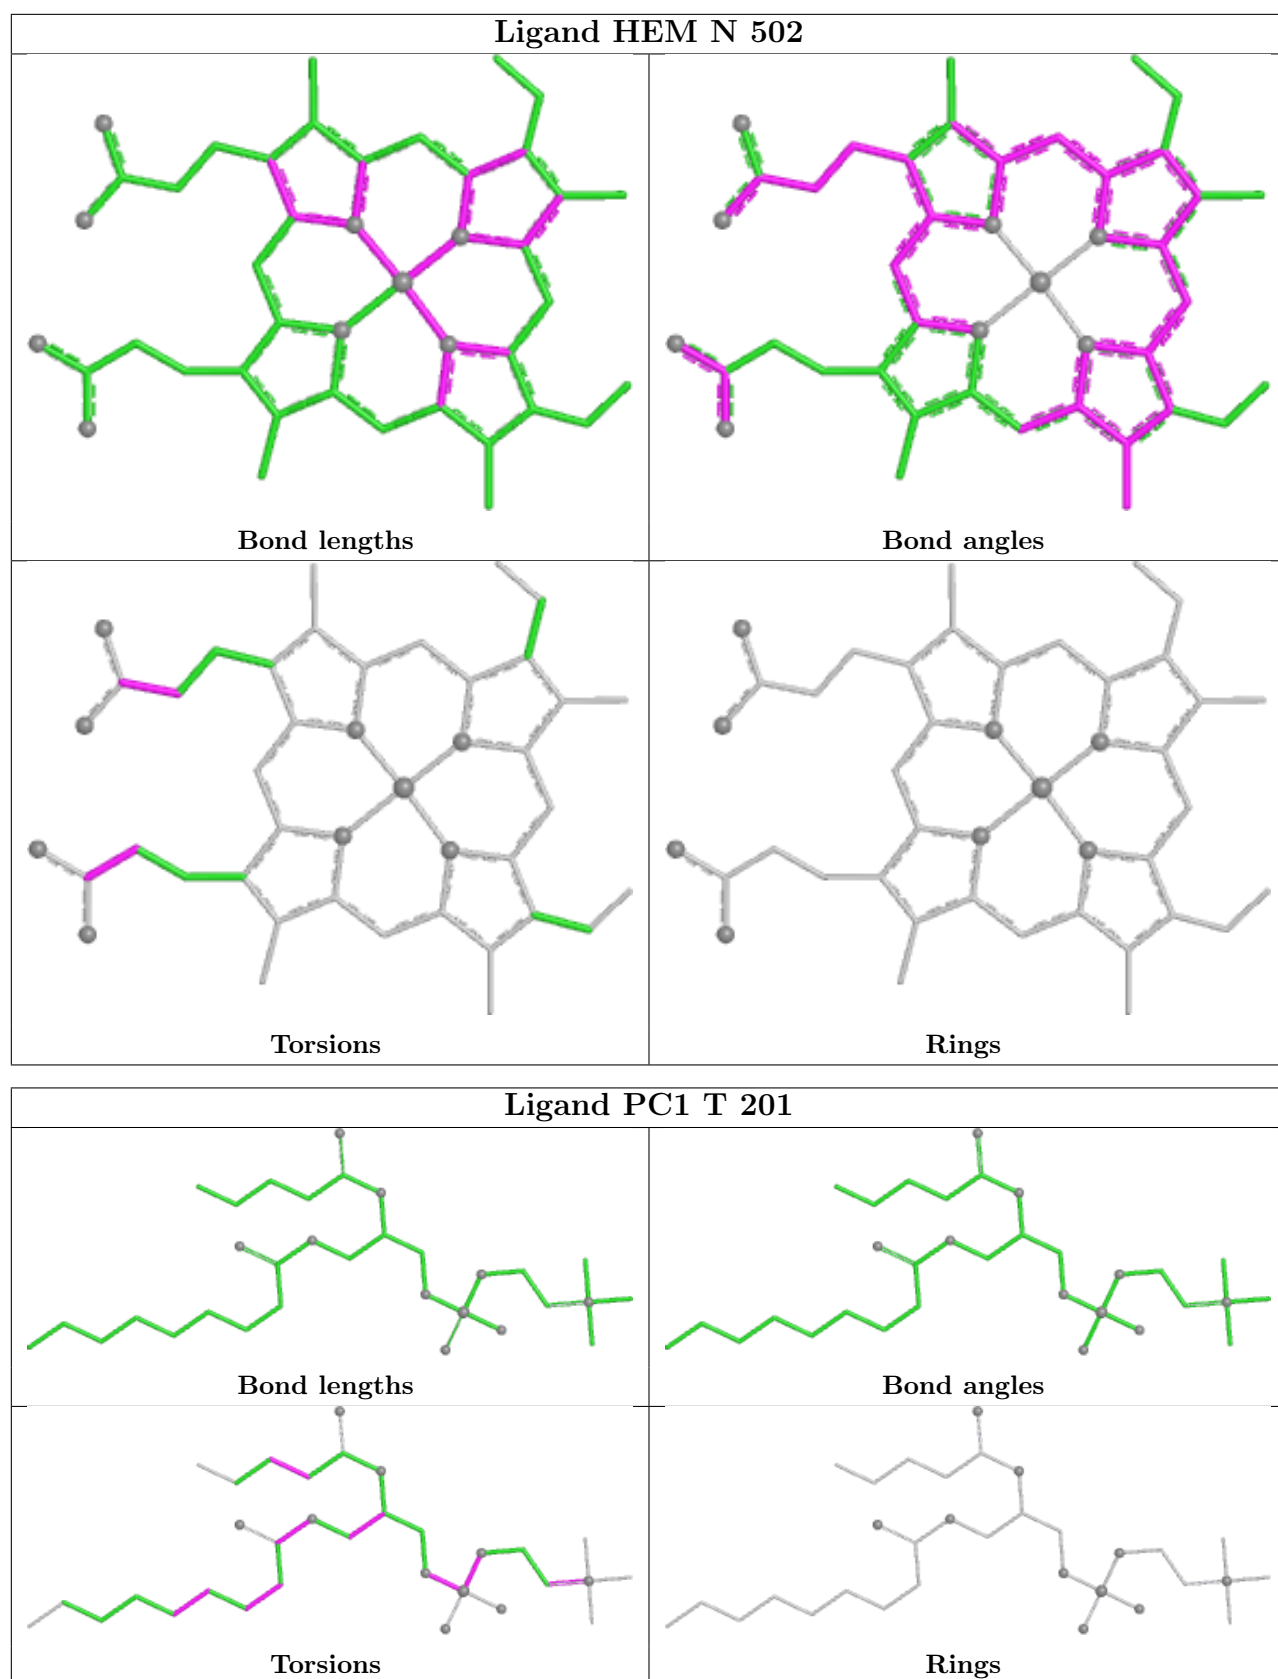 Ligand HEM N 502
Bond lengths
Bond angles
Torsions
Rings
Ligand PC1 T 201
Bond lengths
Bond angles
Torsions
Rings